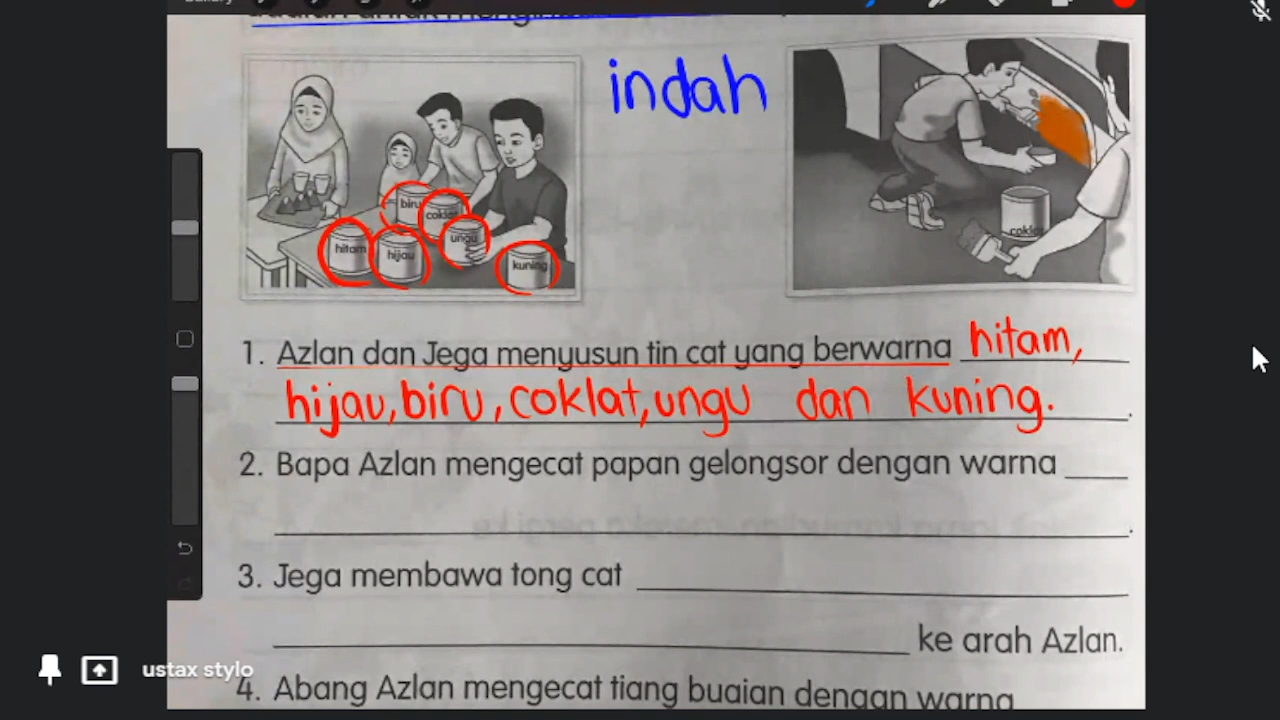 indah
biru
coklat
ungu
hitam
hijau
kuning
1. Azlan dan Jega menyusun tin cat yang berwarna hitam,
hijau, biru, coklat, ungu dan kuning.
2. Bapa Azlan mengecat papan gelongsor dengan warna
3. Jega membawa tong cat
ke arah Azlan.
ustax stylo
4. Abang Azlan mengecat tiang buaian dengan warna